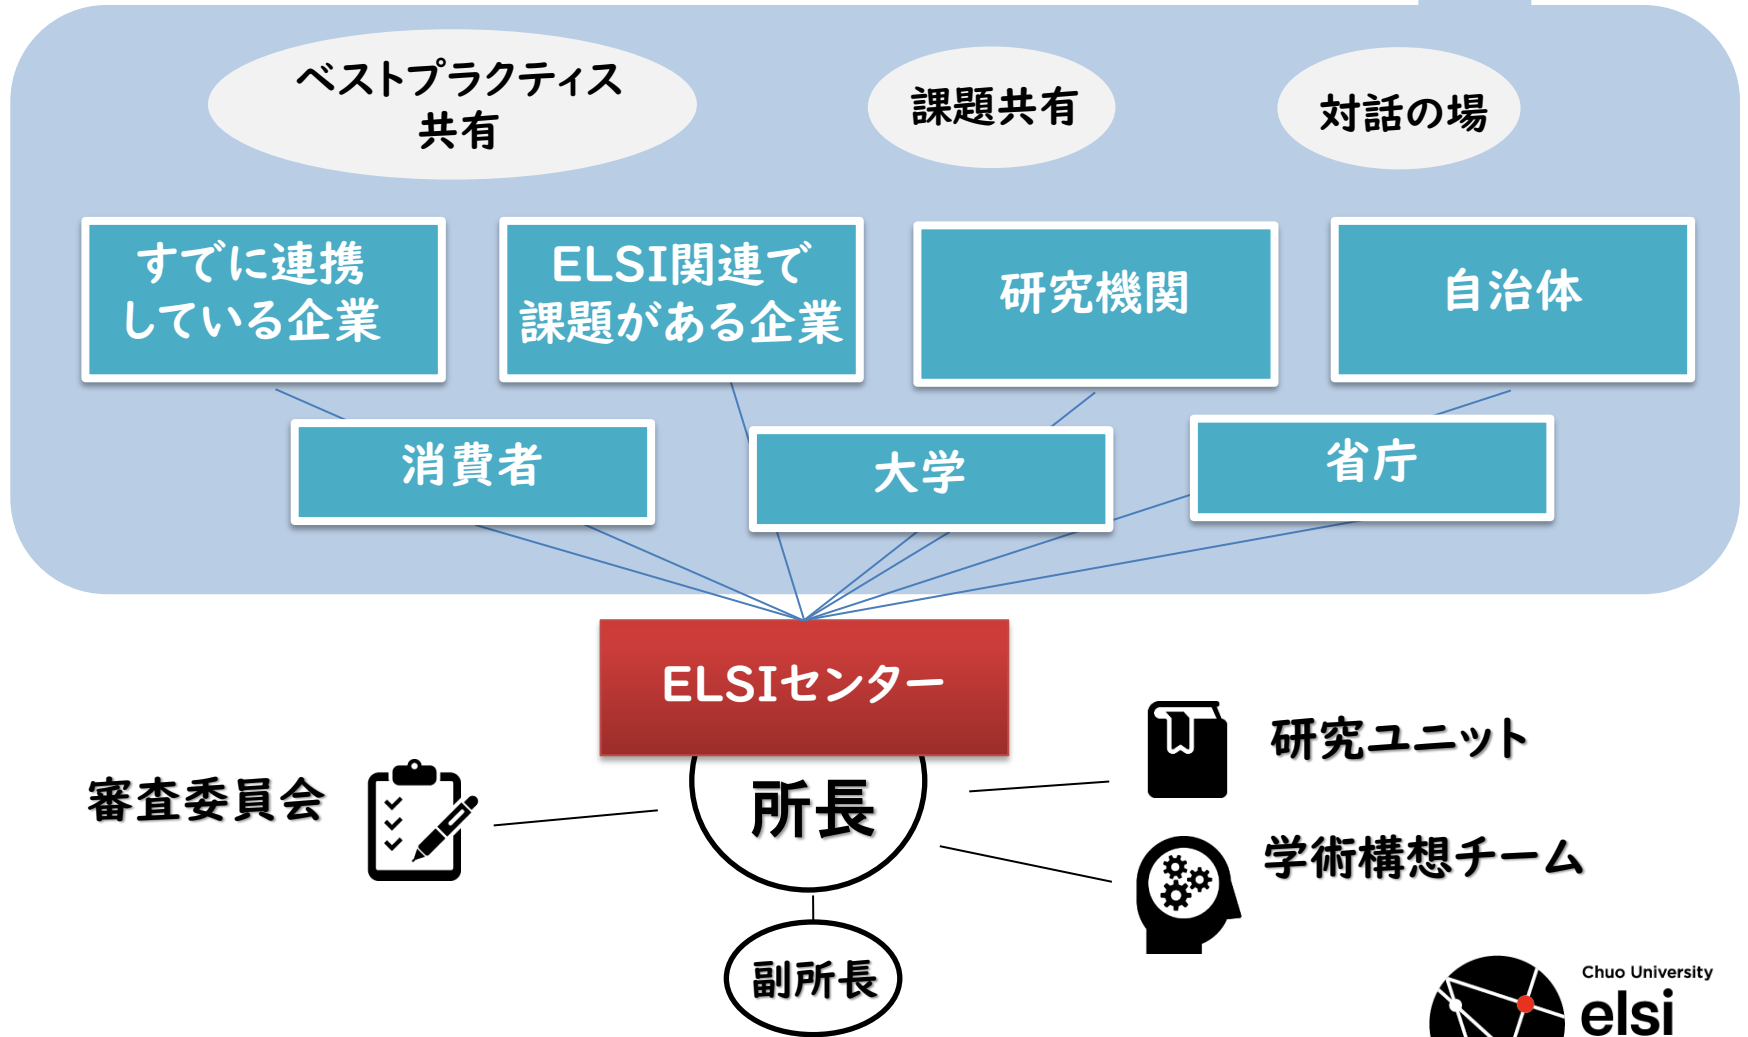 ベストプラクティス
共有
課題共有
対話の場
すでに連携
している企業
ELSI関連で
課題がある企業
研究機関
自治体
消費者
大学
省庁
ELSIセンター
所長
審査委員会
研究ユニット
学術構想チーム
副所長
Chuo University
elsi